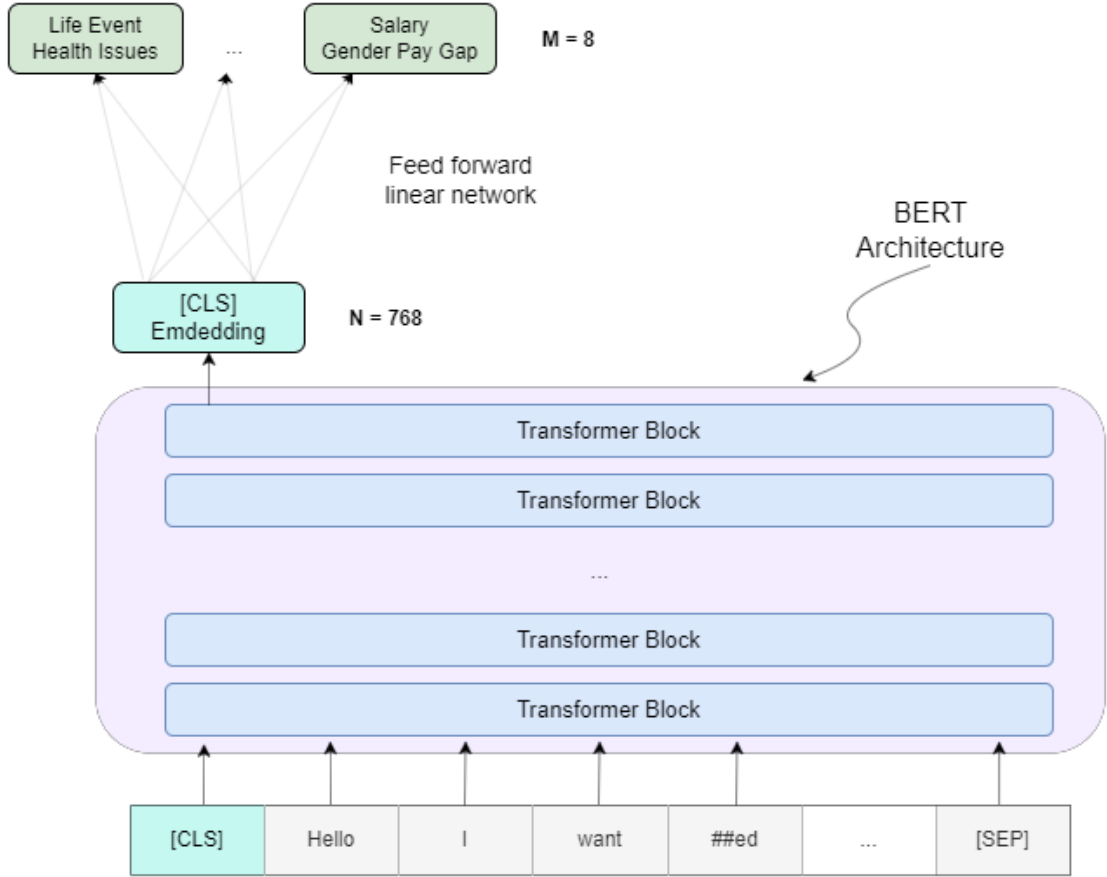 Life Event
Health Issues
...
Salary
Gender Pay Gap
M = 8
Feed forward
linear network
BERT
Architecture
[CLS]
Emdedding
N = 768
Transformer Block
Transformer Block
...
Transformer Block
Transformer Block
[CLS]
Hello
I
want
##ed
...
[SEP]